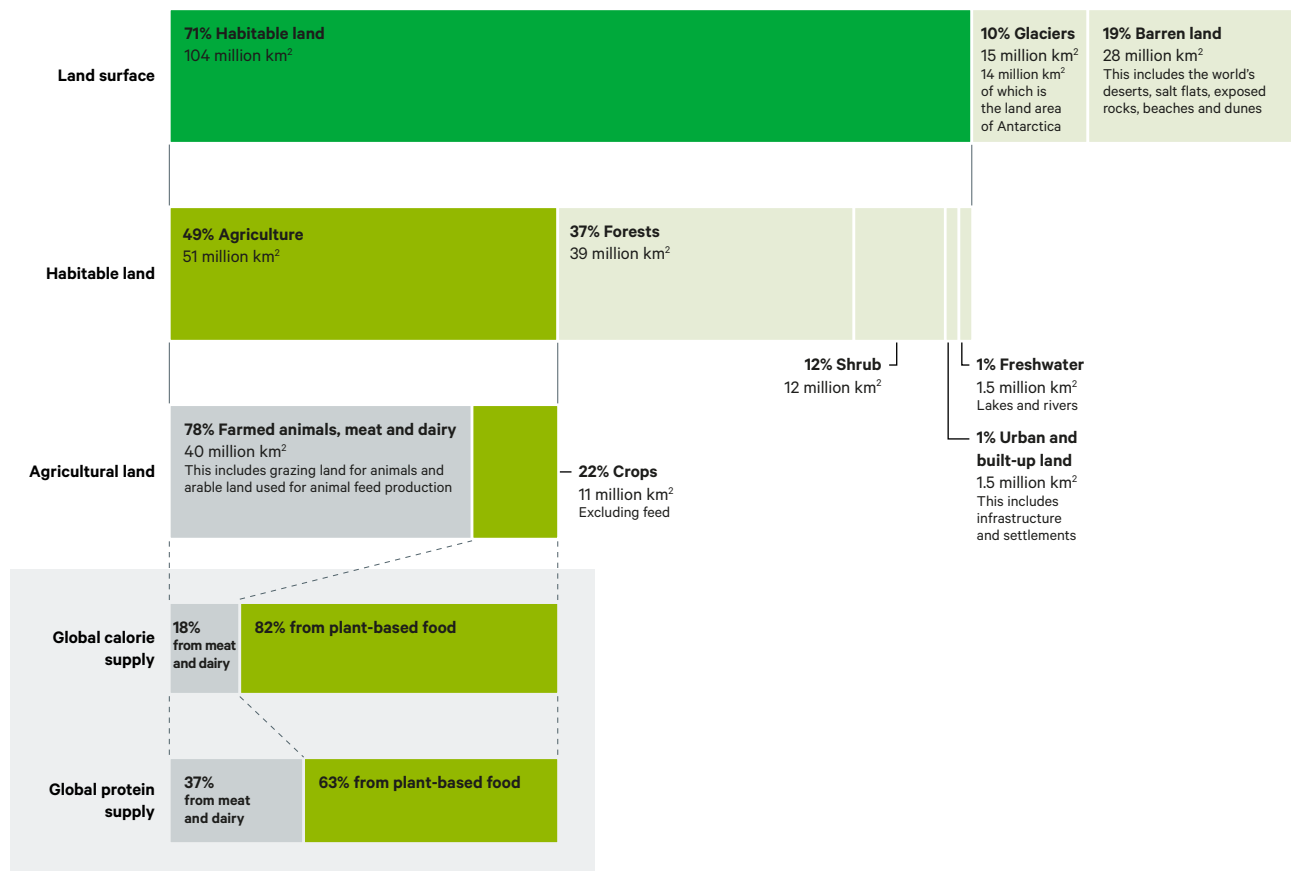 Land surface
71% Habitable land
104 million km²
10% Glaciers
15 million km²
14 million km²
of which is
the land area
of Antarctica
19% Barren land
28 million km²
This includes the world's
deserts, salt flats, exposed
rocks, beaches and dunes
Habitable land
49% Agriculture
51 million km²
37% Forests
39 million km²
12% Shrub
12 million km²
1% Freshwater
1.5 million km²
Lakes and rivers
1% Urban and
built-up land
1.5 million km²
This includes
infrastructure
and settlements
Agricultural land
78% Farmed animals, meat and dairy
40 million km²
This includes grazing land for animals and
arable land used for animal feed production
22% Crops
11 million km²
Excluding feed
Global calorie
supply
18%
from meat
and dairy
82% from plant-based food
Global protein
supply
37%
from meat
and dairy
63% from plant-based food